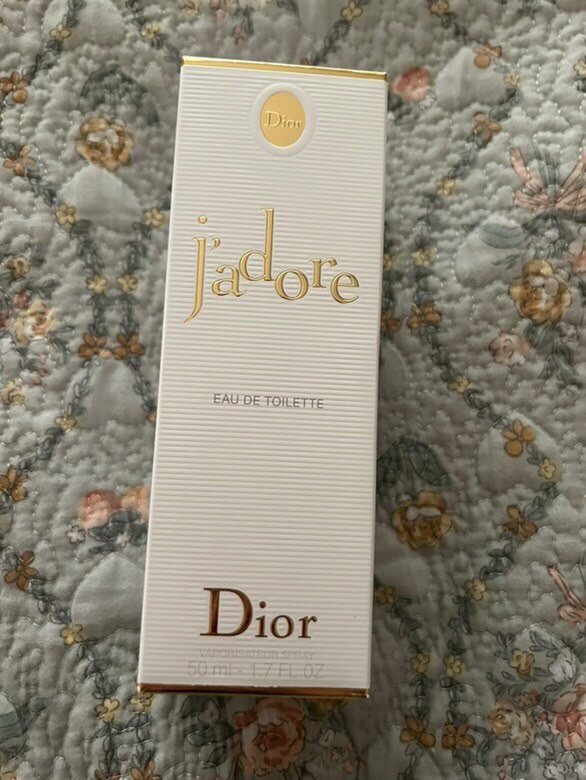 Dior
j'adore
EAU DE TOILETTE
Dior
VAPORISATEUR SPRAY
50 ml - 1.7 FL.OZ